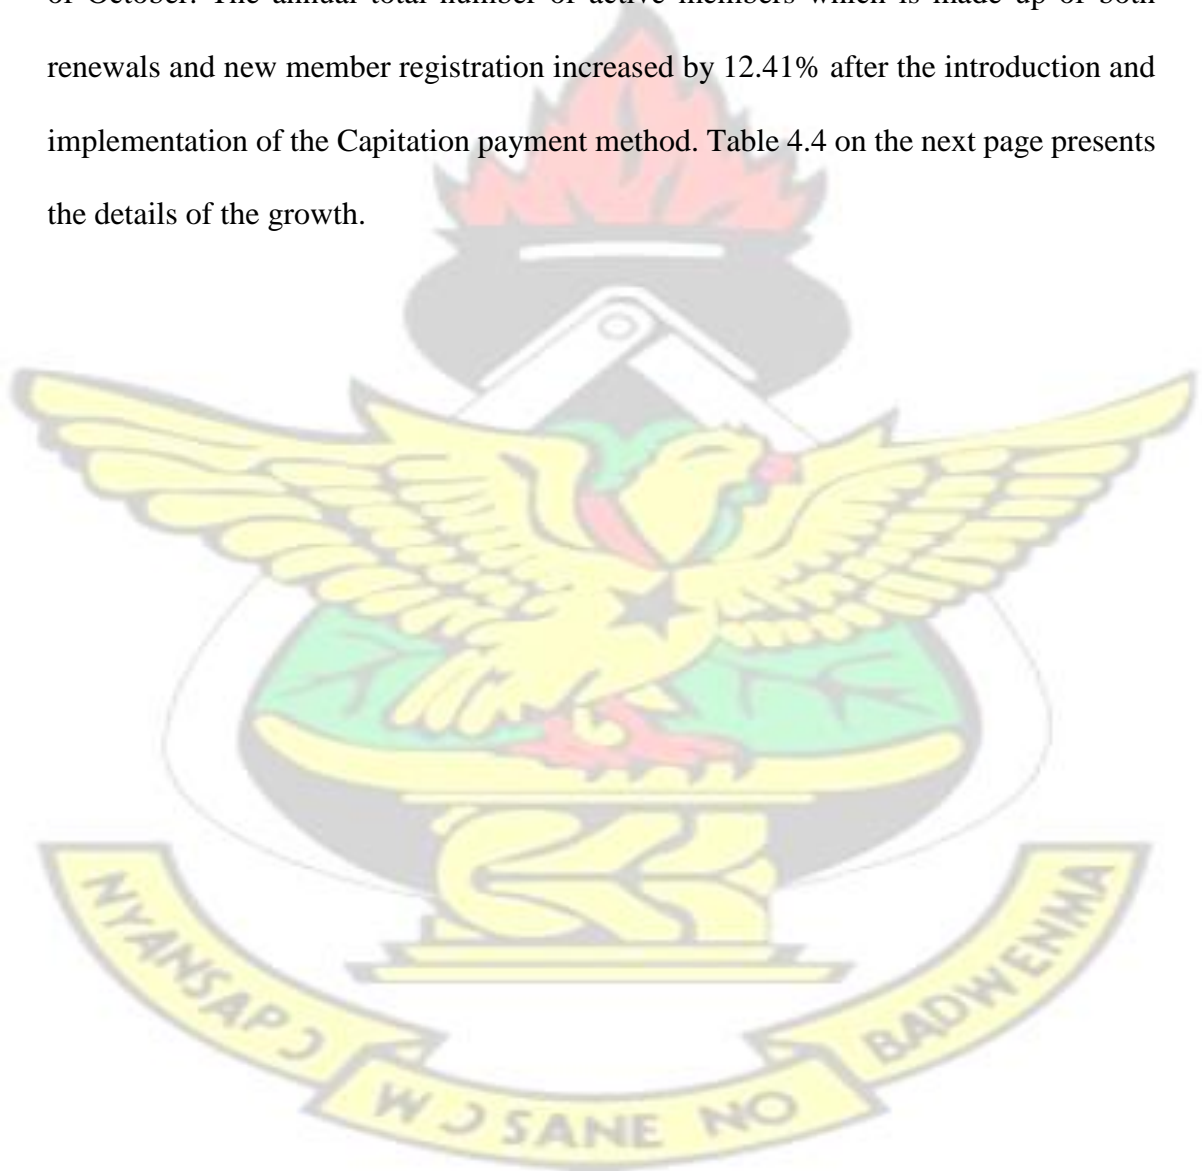 of October. The annual total number of active members which is made up of both
renewals and new member registration increased by 12.41% after the introduction and
implementation of the Capitation payment method. Table 4.4 on the next page presents
the details of the growth.
NYANSAPƆ
WƆSANE NO
BADWENMA